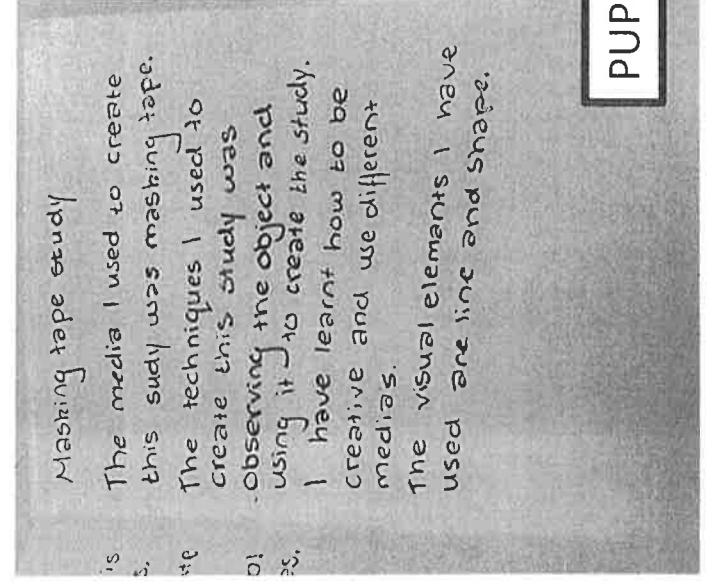 Masking tape study
The media I used to create
this sudy was masking tape.
The techniques I used to
create this study was
-Observing the object and
using it to create the study.
I have learnt how to be
creative and use different
medias.
The visual elemants I have
used are line and shape.
is
s.
PUP